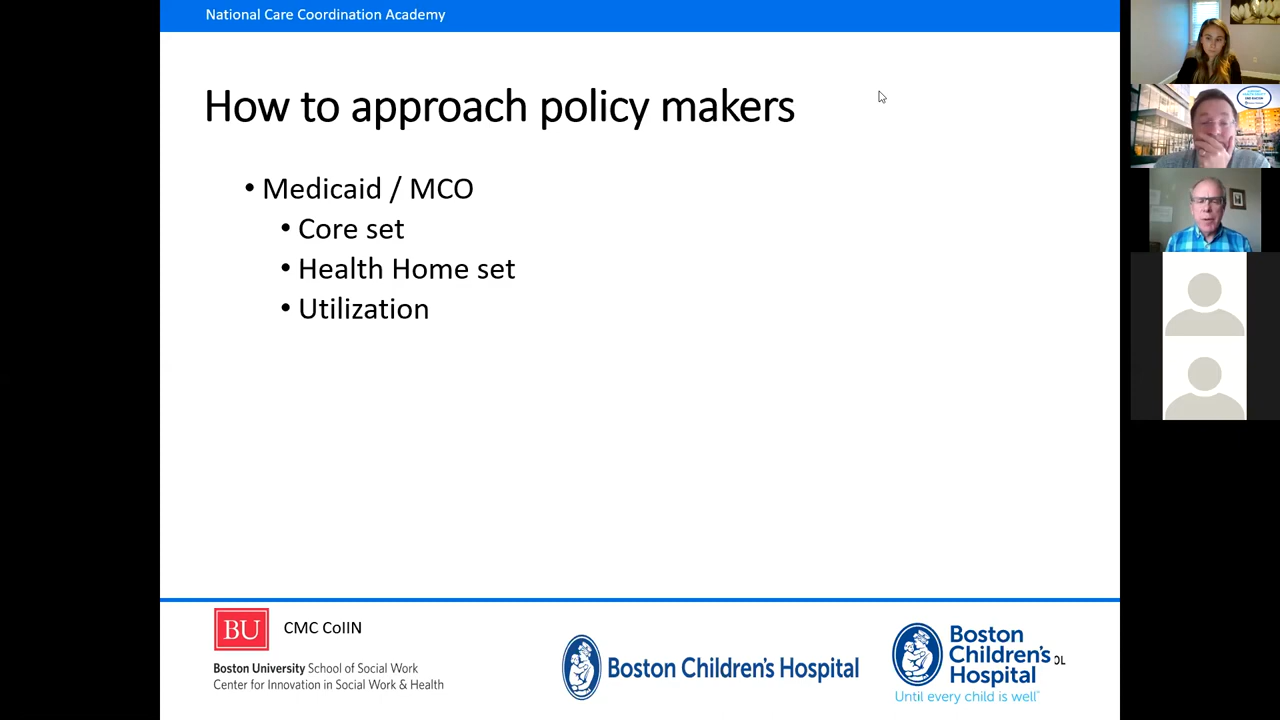 National Care Coordination Academy
How to approach policy makers
• Medicaid / MCO
• Core set
• Health Home set
• Utilization
BU
CMC CoIIN
Boston University School of Social Work
Center for Innovation in Social Work & Health
Boston Children's Hospital
Boston
Children's
Hospital
Until every child is well
OL